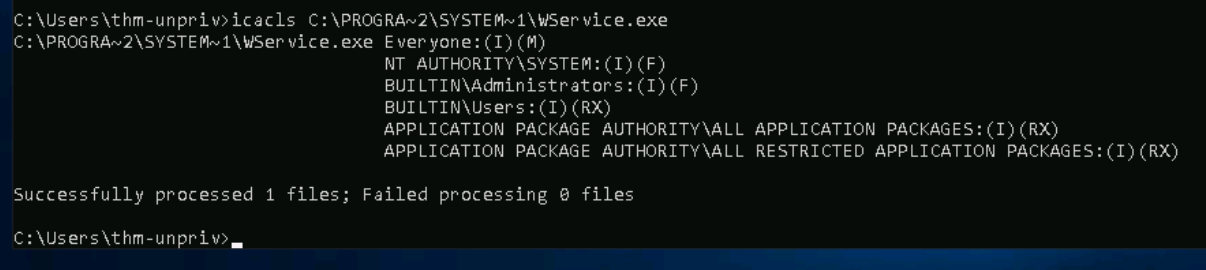 C:\Users\thm-unpriv>icacls C:\PROGRA~2\SYSTEM~1\WService.exe
C:\PROGRA~2\SYSTEM~1\WService.exe Everyone:(I)(M)
NT AUTHORITY\SYSTEM:(I)(F)
BUILTIN\Administrators:(I)(F)
BUILTIN\Users:(I)(RX)
APPLICATION PACKAGE AUTHORITY\ALL APPLICATION PACKAGES:(I)(RX)
APPLICATION PACKAGE AUTHORITY\ALL RESTRICTED APPLICATION PACKAGES:(I)(RX)
Successfully processed 1 files; Failed processing 0 files
C:\Users\thm-unpriv>